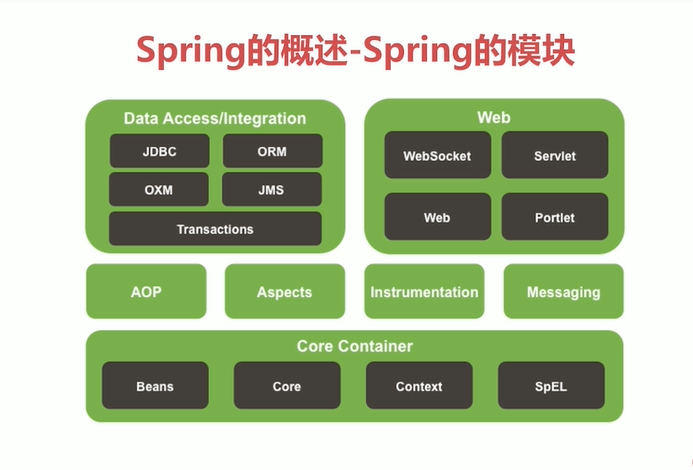 Spring的概述-Spring的模块
Data Access/Integration
JDBC
ORM
OXM
JMS
Transactions
Web
WebSocket
Servlet
Web
Portlet
AOP
Aspects
Instrumentation
Messaging
Core Container
Beans
Core
Context
SpEL